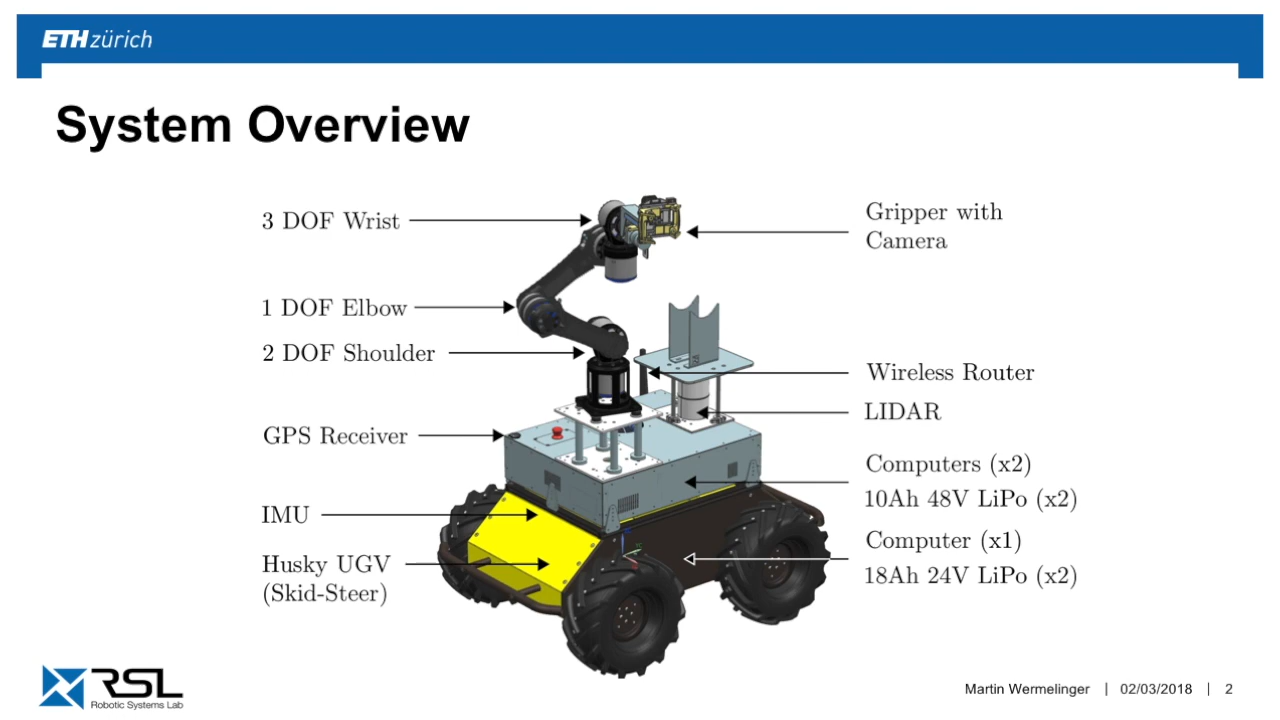 ETH zürich
System Overview
3 DOF Wrist
1 DOF Elbow
2 DOF Shoulder
GPS Receiver
IMU
Husky UGV
(Skid-Steer)
Gripper with
Camera
Wireless Router
LIDAR
Computers (x2)
10Ah 48V LiPo (x2)
Computer (x1)
18Ah 24V LiPo (x2)
RSL
Robotic Systems Lab
Martin Wermelinger | 02/03/2018 | 2